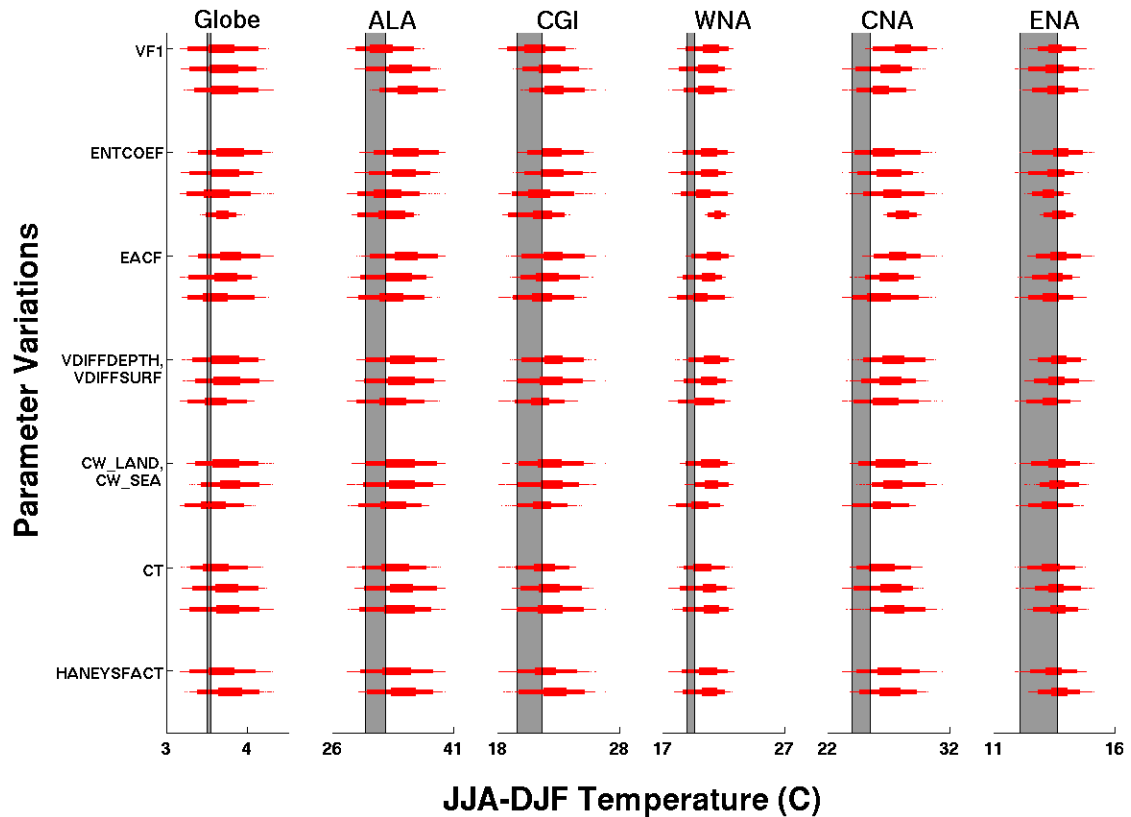 Globe ALA CGI WNA CNA ENA
VF1
ENTCOEF
EACF
VDIFFDEPTH,
VDIFFSURF
CW_LAND,
CW_SEA
CT
HANEYSFACT
Parameter Variations
3 4 26 41 18 28 17 27 22 32 11 16
JJA-DJF Temperature (C)